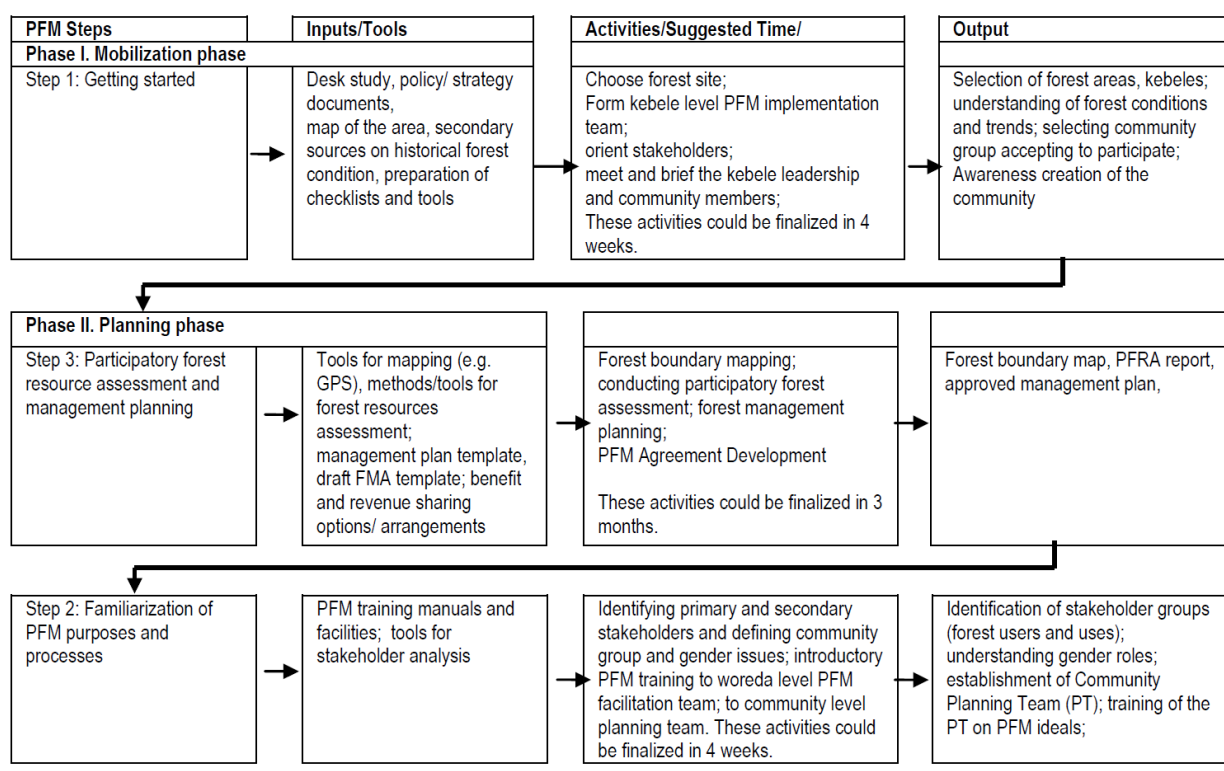 PFM Steps
Inputs/Tools
Activities/Suggested Time/
Output
Phase I. Mobilization phase
Step 1: Getting started
Desk study, policy/ strategy
documents,
map of the area, secondary
sources on historical forest
condition, preparation of
checklists and tools
Choose forest site;
Form kebele level PFM implementation
team;
orient stakeholders;
meet and brief the kebele leadership
and community members;
These activities could be finalized in 4
weeks.
Selection of forest areas, kebeles;
understanding of forest conditions
and trends; selecting community
group accepting to participate;
Awareness creation of the
community
Phase II. Planning phase
Step 3: Participatory forest
resource assessment and
management planning
Tools for mapping (e.g.
GPS), methods/tools for
forest resources
assessment;
management plan template,
draft FMA template; benefit
and revenue sharing
options/ arrangements
Forest boundary mapping;
conducting participatory forest
assessment; forest management
planning;
PFM Agreement Development
These activities could be finalized in 3
months.
Forest boundary map, PFRA report,
approved management plan,
Step 2: Familiarization of
PFM purposes and
processes
PFM training manuals and
facilities;  tools for
stakeholder analysis
Identifying primary and secondary
stakeholders and defining community
group and gender issues; introductory
PFM training to woreda level PFM
facilitation team; to community level
planning team. These activities could
be finalized in 4 weeks.
Identification of stakeholder groups
(forest users and uses);
understanding gender roles;
establishment of Community
Planning Team (PT); training of the
PT on PFM ideals;